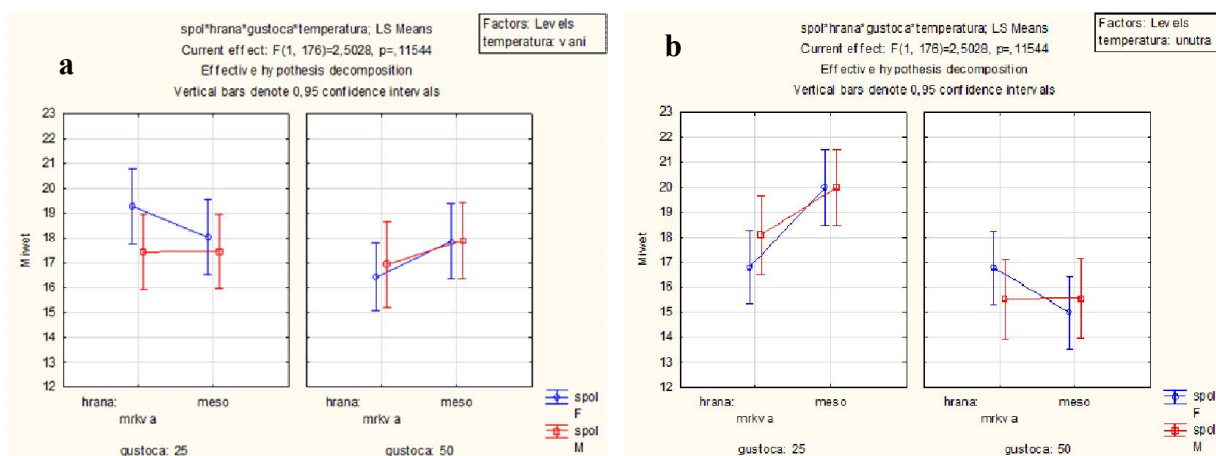 a
spol*hrana*gustoca*temperatura; LS Means
Current effect: F(1, 176)=2,5028, p=,11544
Effective hypothesis decomposition
Vertical bars denote 0,95 confidence intervals
Factors: Levels
temperatura: vani
Miwet
23
22
21
20
19
18
17
16
15
14
13
12
hrana: mrkva
meso
gustoca: 25
hrana: mrkva
meso
gustoca: 50
spol
F
spol
M
b
spol*hrana*gustoca*temperatura; LS Means
Current effect: F(1, 176)=2,5028, p=,11544
Effective hypothesis decomposition
Vertical bars denote 0,95 confidence intervals
Factors: Levels
temperatura: unutra
Miwet
23
22
21
20
19
18
17
16
15
14
13
12
hrana: mrkva
meso
gustoca: 25
hrana: mrkva
meso
gustoca: 50
spol
F
spol
M